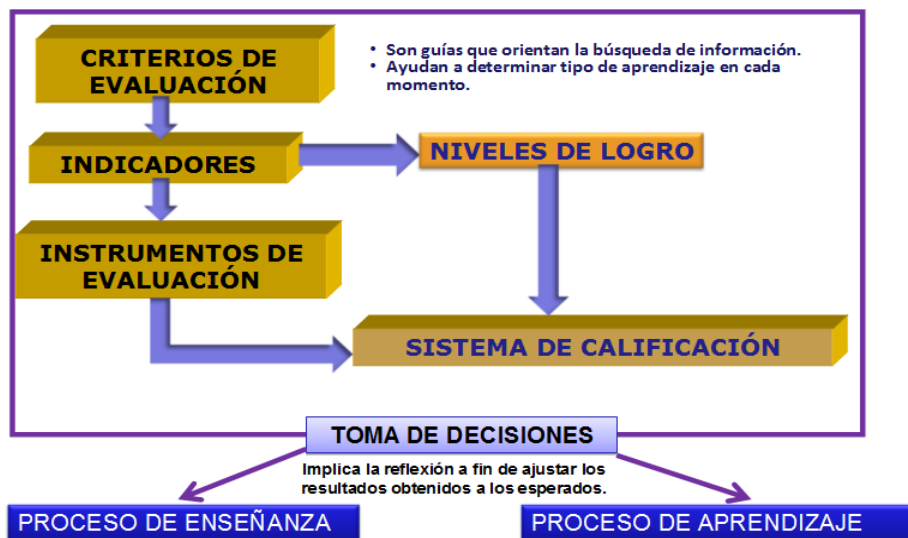 CRITERIOS DE
EVALUACIÓN
• Son guías que orientan la búsqueda de información.
• Ayudan a determinar tipo de aprendizaje en cada
momento.
INDICADORES
NIVELES DE LOGRO
INSTRUMENTOS DE
EVALUACIÓN
SISTEMA DE CALIFICACIÓN
TOMA DE DECISIONES
Implica la reflexión a fin de ajustar los
resultados obtenidos a los esperados.
PROCESO DE ENSEÑANZA
PROCESO DE APRENDIZAJE